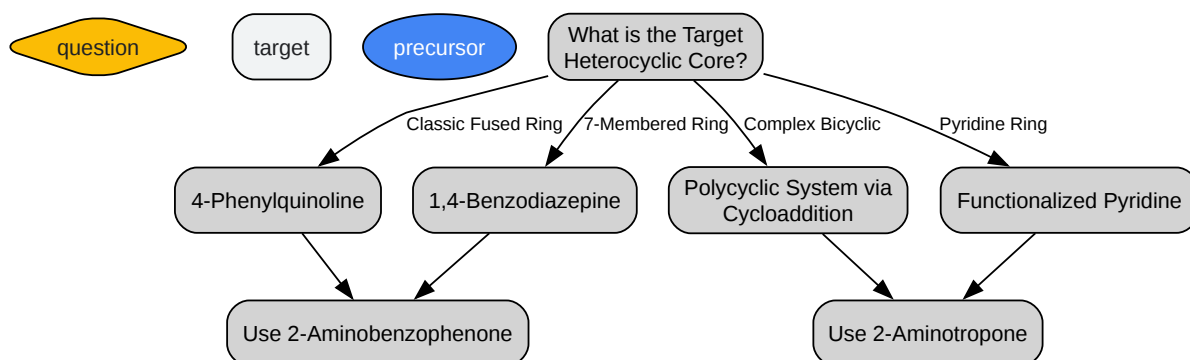 question
target
precursor
What is the Target
Heterocyclic Core?
Classic Fused Ring
7-Membered Ring
Complex Bicyclic
Pyridine Ring
4-Phenylquinoline
1,4-Benzodiazepine
Polycyclic System via
Cycloaddition
Functionalized Pyridine
Use 2-Aminobenzophenone
Use 2-Aminotropone